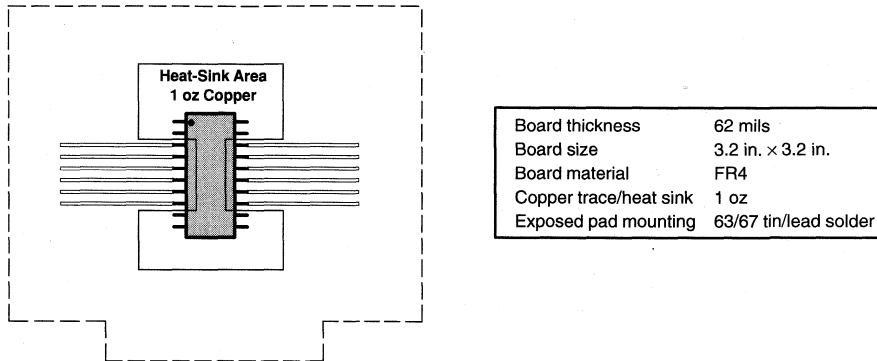 Heat-Sink Area
1 oz Copper
Board thickness 62 mils
Board size 3.2 in. × 3.2 in.
Board material FR4
Copper trace/heat sink 1 oz
Exposed pad mounting 63/67 tin/lead solder